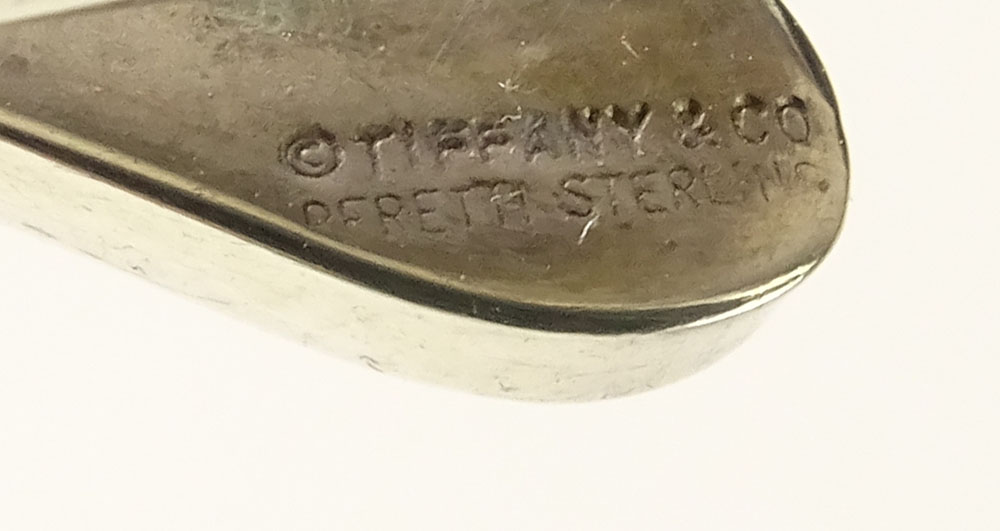 © TIFFANY & CO
PERETTI STERLING